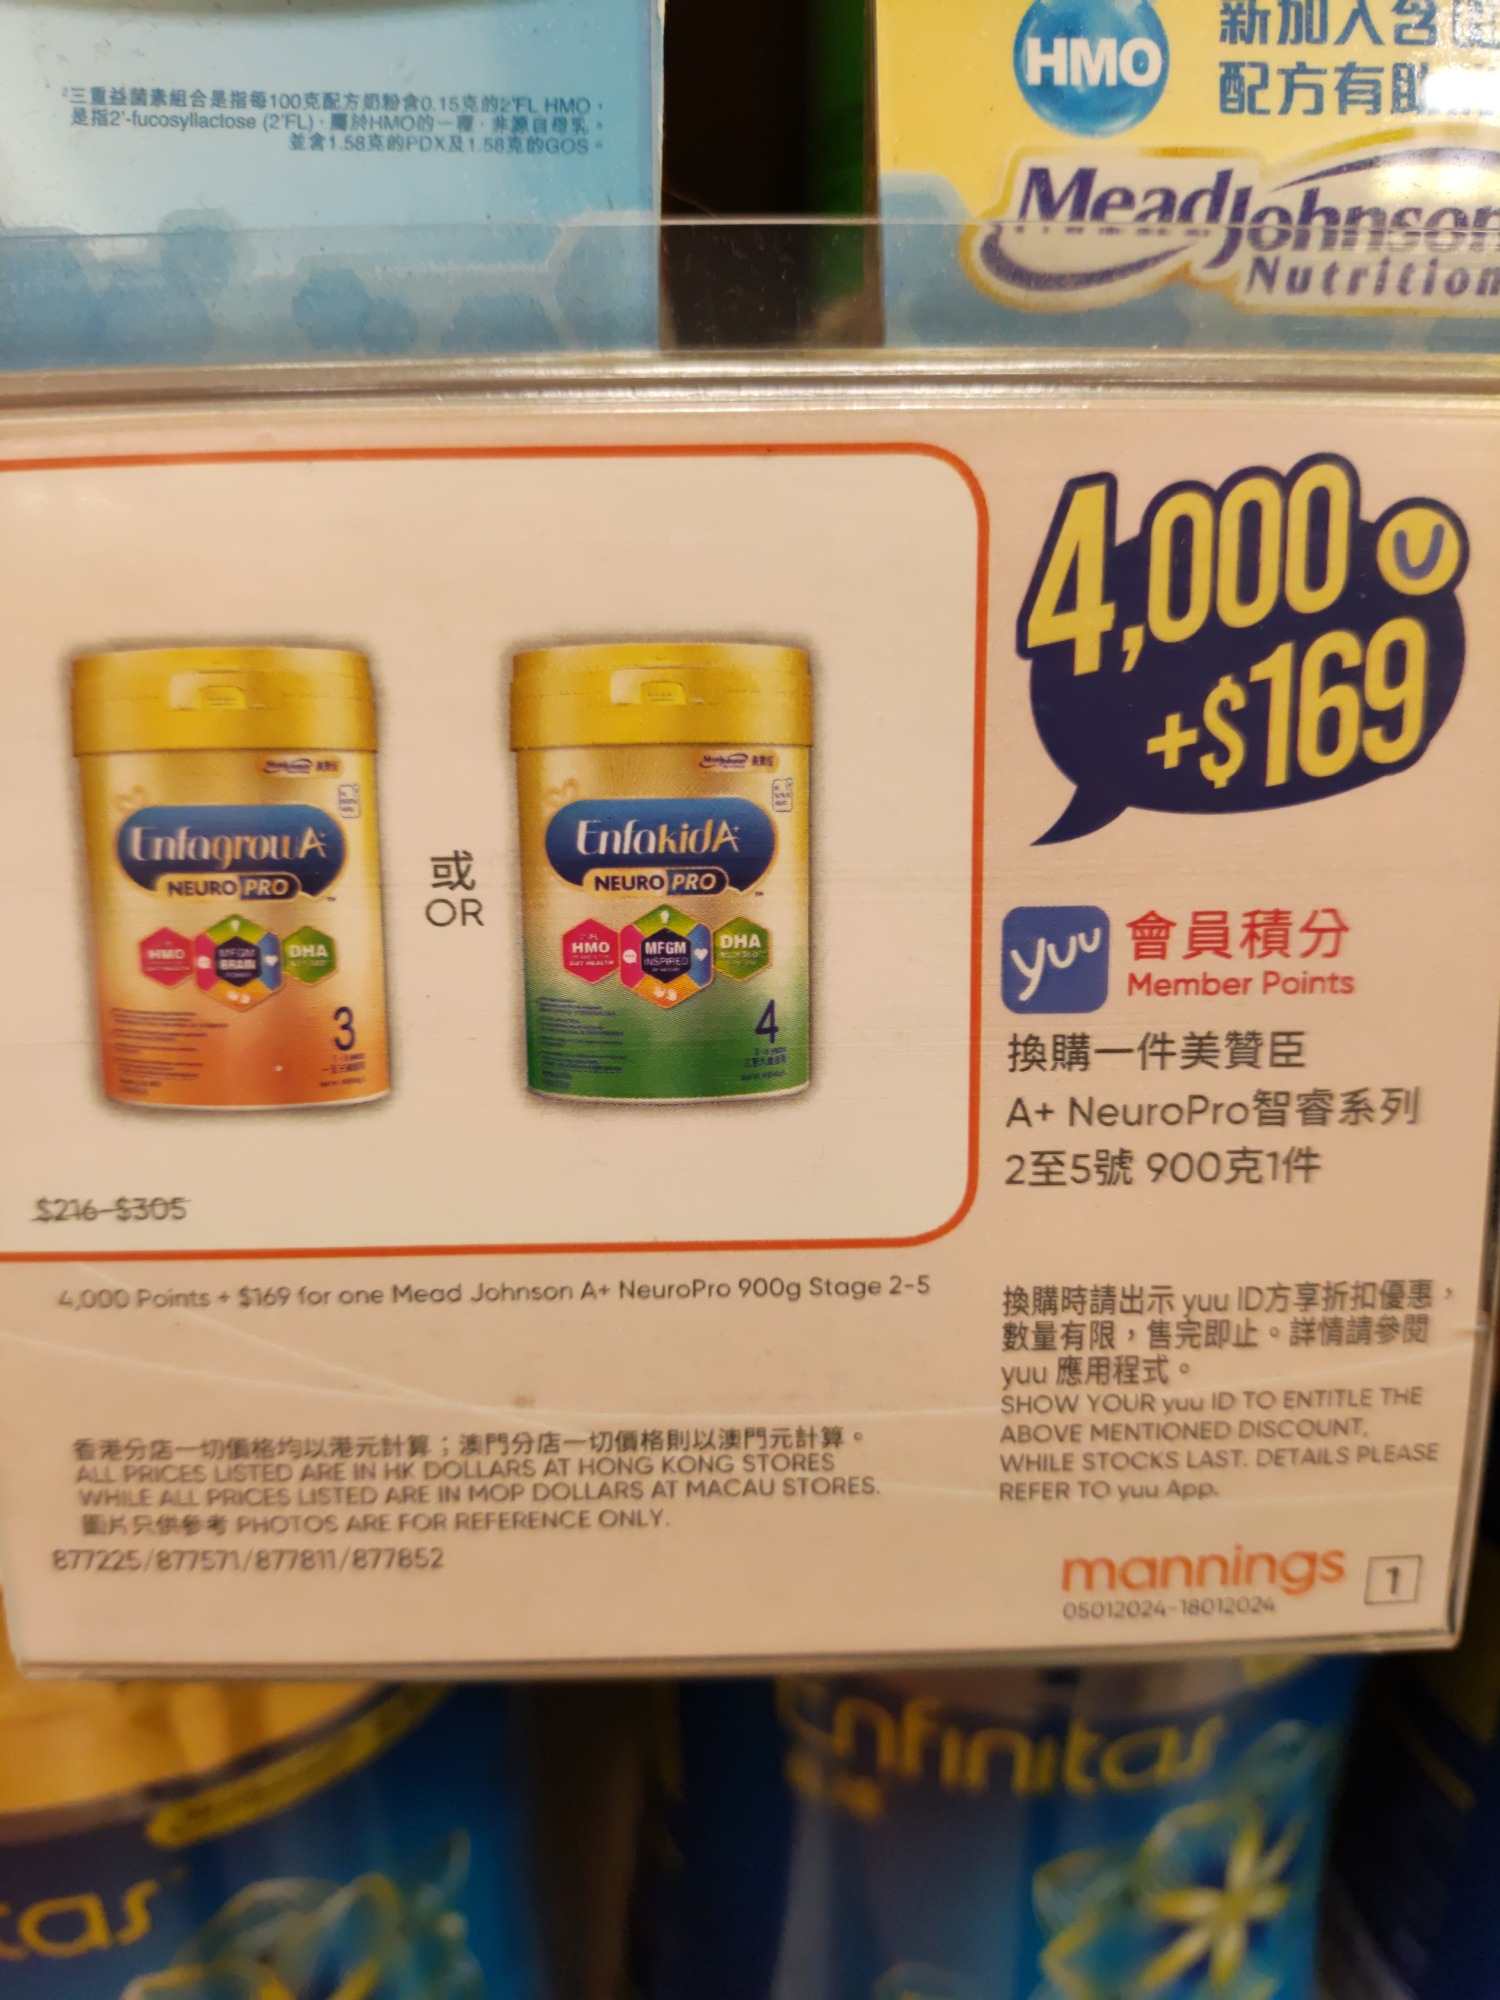 ²三重益菌素組合是指每100克配方奶粉含0.15克的2'FL HMO，
是指2'-fucosyllactose (2'FL)，屬於HMO的一種，非源自母乳。
並含1.58克的PDX及1.58克的GOS。
HMO
新加入含
配方有助
MeadJohnson
Nutrition
4,000
+$169
EnfagrowA+
NEUROPRO
HMO
MFGM
BRAIN
DHA
3
或
OR
EnfakidA+
NEUROPRO
HMO
MFGM
INSPIRED
DHA
4
$216-$305
yuu 會員積分
Member Points
換購一件美贊臣
A+ NeuroPro智睿系列
2至5號 900克1件
4,000 Points + $169 for one Mead Johnson A+ NeuroPro 900g Stage 2-5
換購時請出示 yuu ID方享折扣優惠，
數量有限，售完即止。詳情請參閱
yuu 應用程式。
SHOW YOUR yuu ID TO ENTITLE THE
ABOVE MENTIONED DISCOUNT.
WHILE STOCKS LAST. DETAILS PLEASE
REFER TO yuu App.
香港分店一切價格均以港元計算；澳門分店一切價格則以澳門元計算。
ALL PRICES LISTED ARE IN HK DOLLARS AT HONG KONG STORES
WHILE ALL PRICES LISTED ARE IN MOP DOLLARS AT MACAU STORES.
圖片只供參考 PHOTOS ARE FOR REFERENCE ONLY.
877225/877571/877811/877852
mannings 1
05012024-18012024
Enfinitas
tas